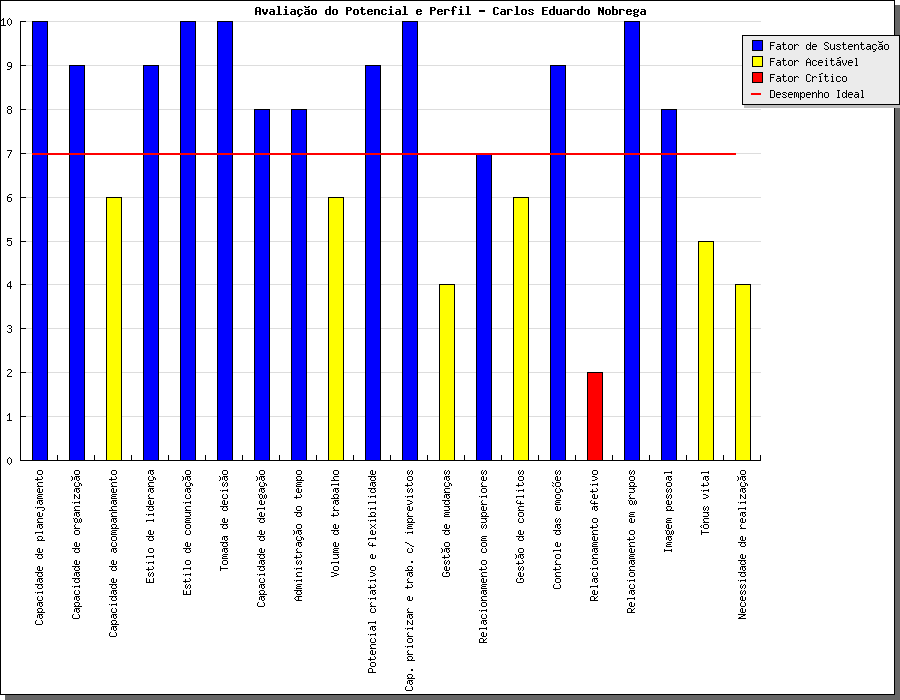 Avaliação do Potencial e Perfil - Carlos Eduardo Nobrega
Fator de Sustentação
Fator Aceitável
Fator Crítico
Desempenho Ideal
10
9
8
7
6
5
4
3
2
1
0
Capacidade de planejamento
Capacidade de organização
Capacidade de acompanhamento
Estilo de liderança
Estilo de comunicação
Tomada de decisão
Capacidade de delegação
Administração do tempo
Volume de trabalho
Potencial criativo e flexibilidade
Cap. priorizar e trab. c/ imprevistos
Gestão de mudanças
Relacionamento com superiores
Gestão de conflitos
Controle das emoções
Relacionamento afetivo
Relacionamento em grupos
Imagem pessoal
Tônus vital
Necessidade de realização